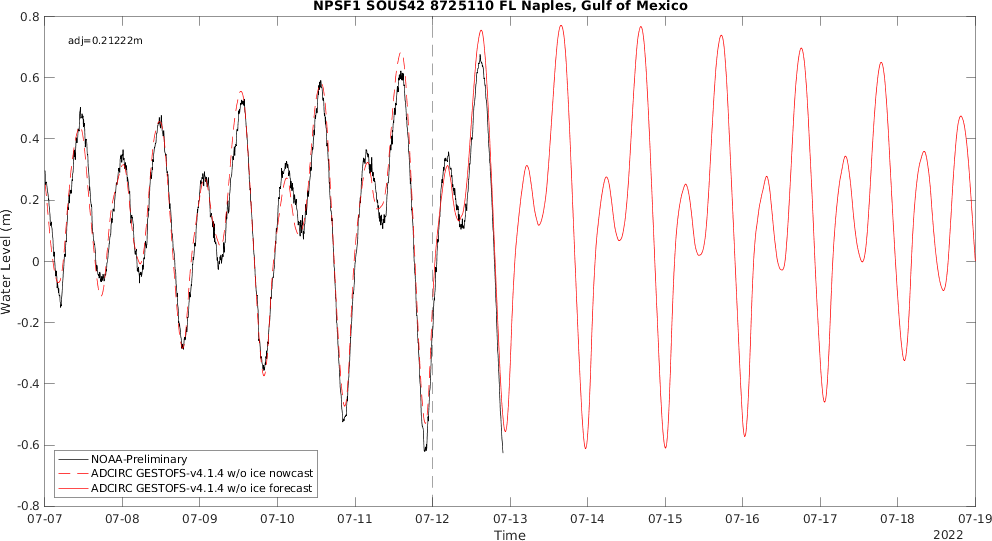 NPSF1 SOUS42 8725110 FL Naples, Gulf of Mexico
adj=0.21222m
0.8
0.6
0.4
0.2
0
-0.2
-0.4
-0.6
-0.8
Water Level (m)
NOAA-Preliminary
ADCIRC GESTOFS-v4.1.4 w/o ice nowcast
ADCIRC GESTOFS-v4.1.4 w/o ice forecast
07-07 07-08 07-09 07-10 07-11 07-12 07-13 07-14 07-15 07-16 07-17 07-18 07-19
Time
2022